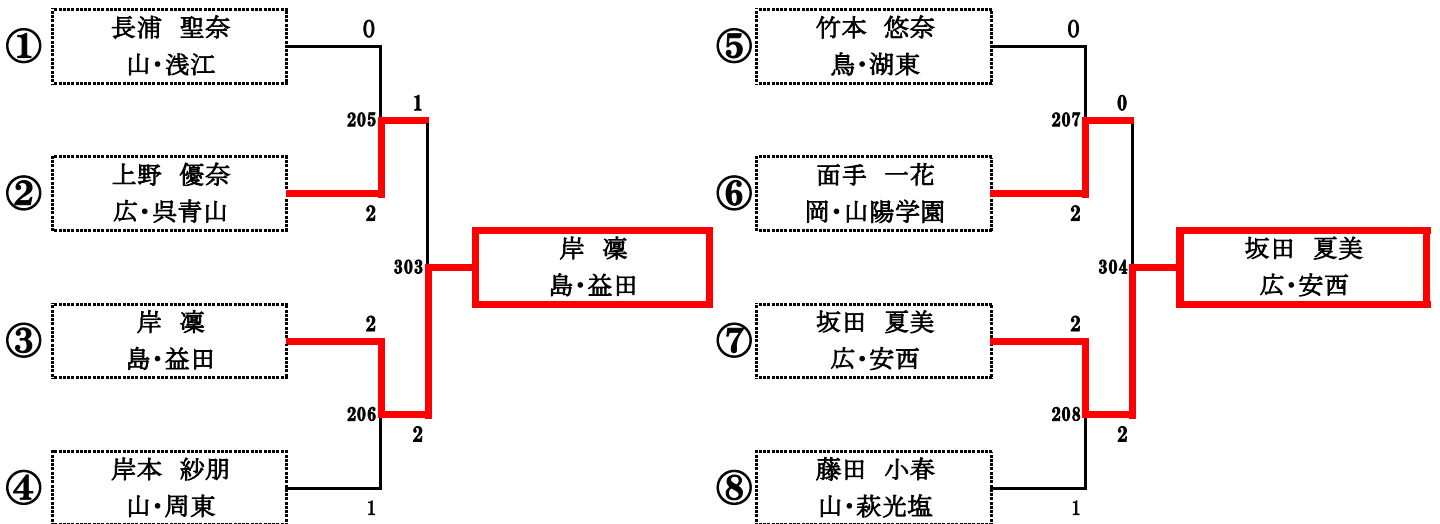 ①
長浦 聖奈
山・浅江
0
205
1
②
上野 優奈
広・呉青山
2
303
岸 凜
島・益田
③
岸 凜
島・益田
2
206
2
④
岸本 紗朋
山・周東
1
⑤
竹本 悠奈
鳥・湖東
0
207
0
⑥
面手 一花
岡・山陽学園
2
304
坂田 夏美
広・安西
⑦
坂田 夏美
広・安西
2
208
2
⑧
藤田 小春
山・萩光塩
1